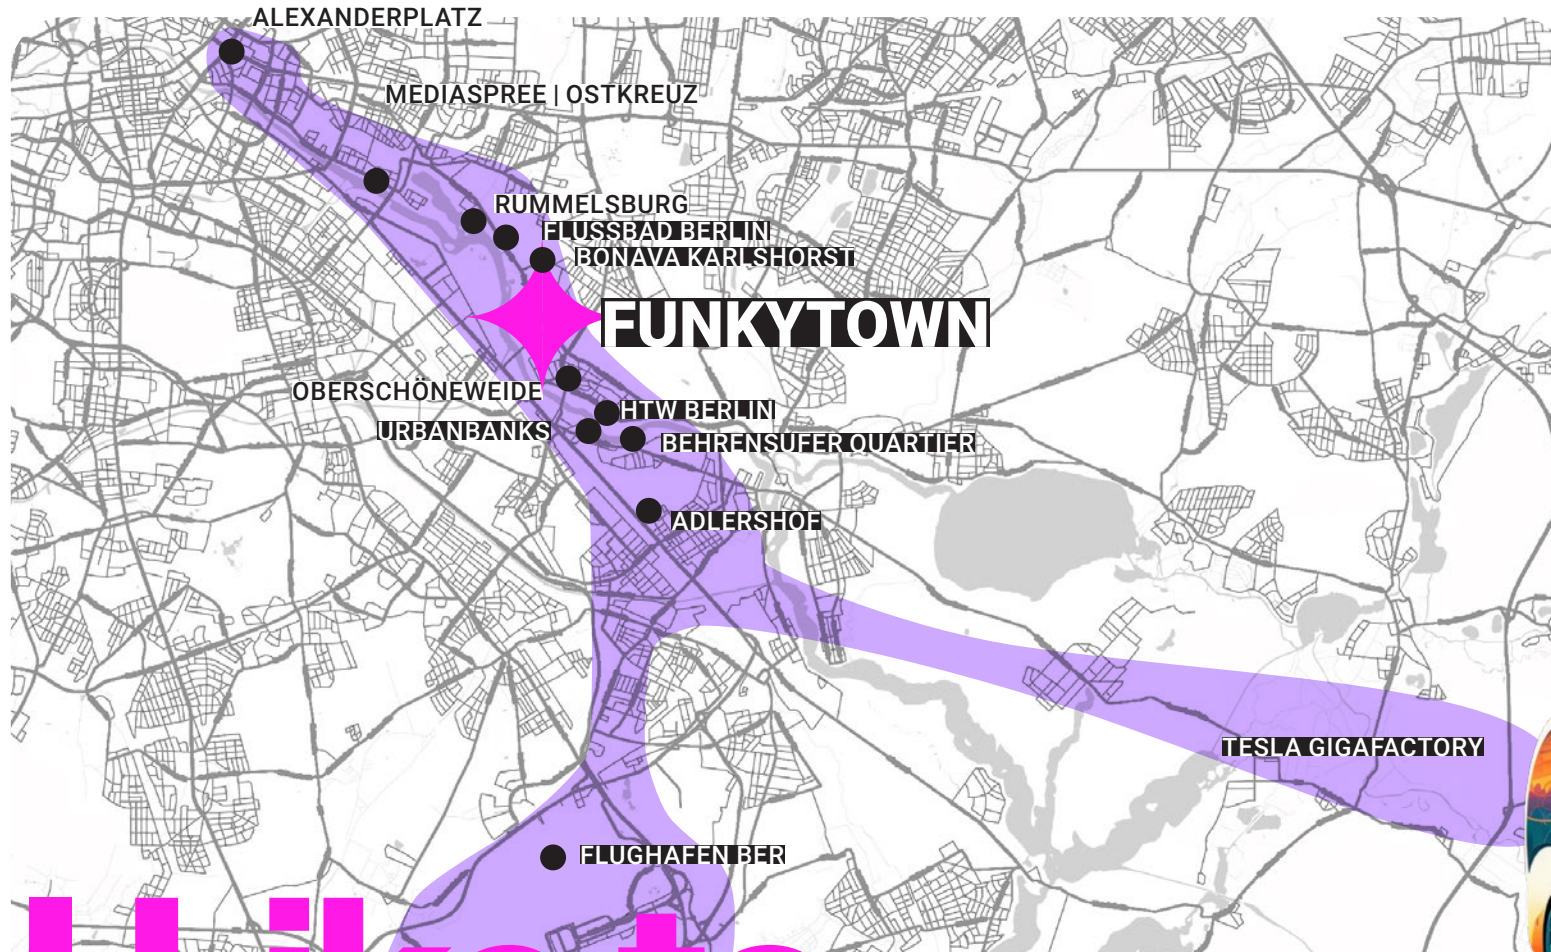 ALEXANDERPLATZ
MEDIASPREE | OSTKREUZ
RUMMELSBURG
FLUSSBAD BERLIN
BONAVA KARLSHORST
FUNKYTOWN
OBERSCHÖNEWEIDE
HTW BERLIN
URBANBANKS
BEHRENSUFER QUARTIER
ADLERSHOF
TESLA GIGAFACTORY
FLUGHAFEN BER